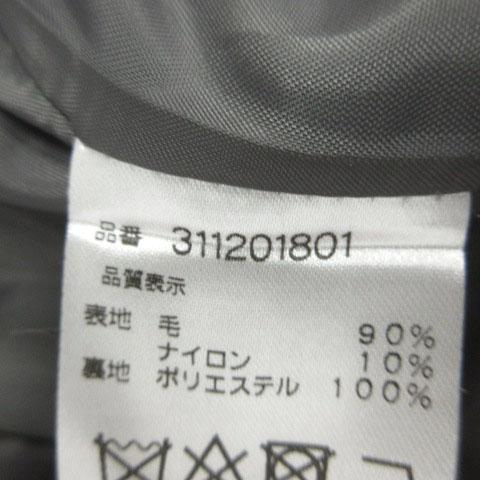 品番 311201801
品質表示
表地 毛 90%
ナイロン 10%
裏地 ポリエステル 100%